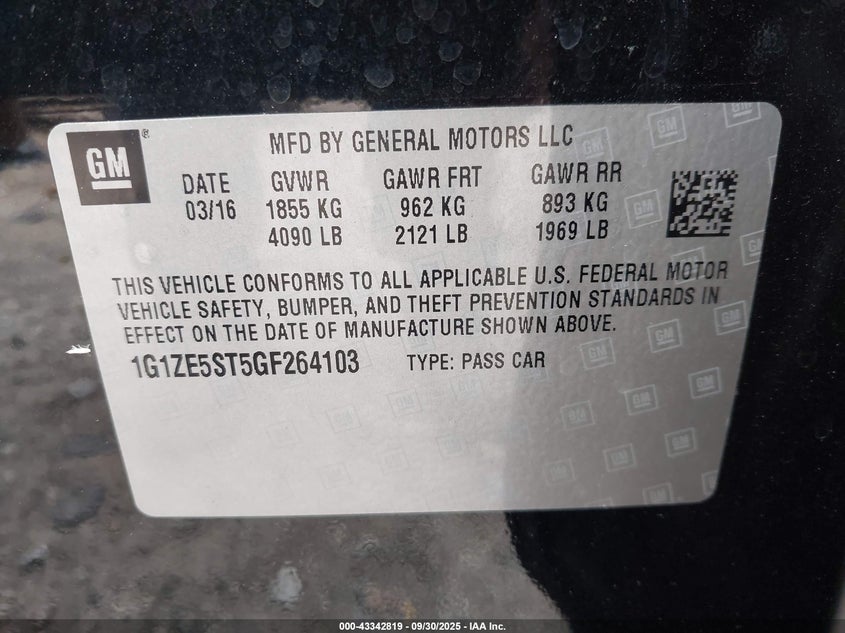 GM
MFD BY GENERAL MOTORS LLC
DATE GVWR GAWR FRT GAWR RR
03/16 1855 KG 962 KG 893 KG
4090 LB 2121 LB 1969 LB
THIS VEHICLE CONFORMS TO ALL APPLICABLE U.S. FEDERAL MOTOR
VEHICLE SAFETY, BUMPER, AND THEFT PREVENTION STANDARDS IN
EFFECT ON THE DATE OF MANUFACTURE SHOWN ABOVE.
1G1ZE5ST5GF264103 TYPE: PASS CAR
000-43342819 - 09/30/2025 - IAA Inc.